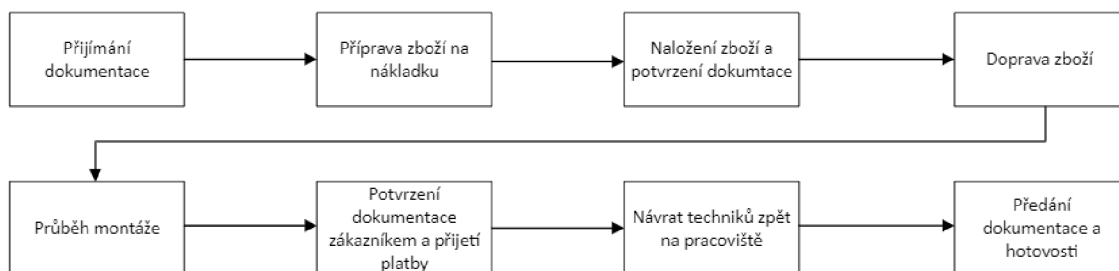 Přijímání
dokumentace
Příprava zboží na
nákladku
Naložení zboží a
potvrzení dokumtace
Doprava zboží
Průběh montáže
Potvrzení
dokumentace
zákazníkem a přijetí
platby
Návrat techniků zpět
na pracoviště
Předání
dokumentace a
hotovosti